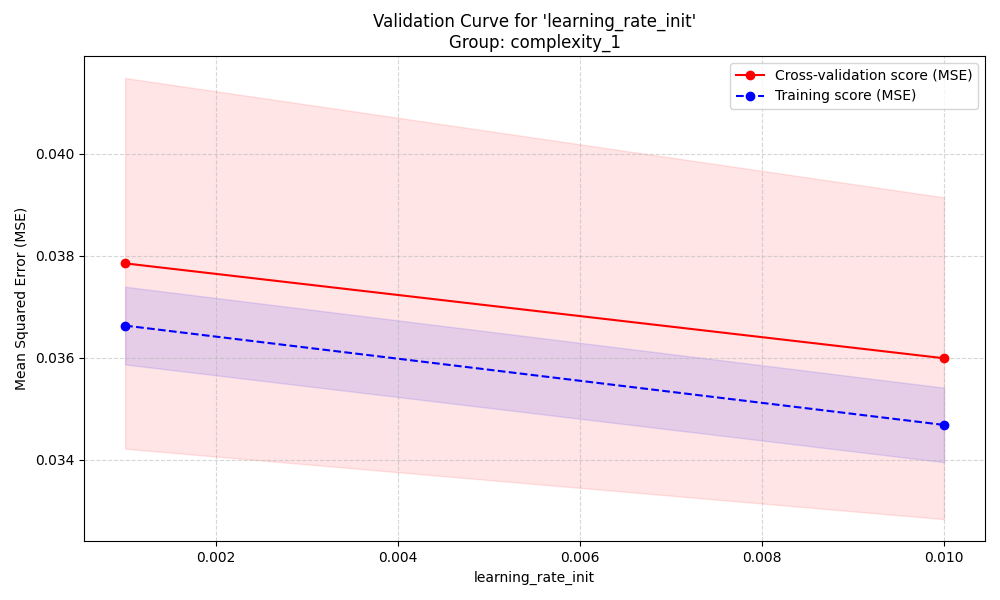 Validation Curve for 'learning_rate_init'
Group: complexity_1
Cross-validation score (MSE)
Training score (MSE)
Mean Squared Error (MSE)
0.040
0.038
0.036
0.034
0.002
0.004
0.006
0.008
0.010
learning_rate_init